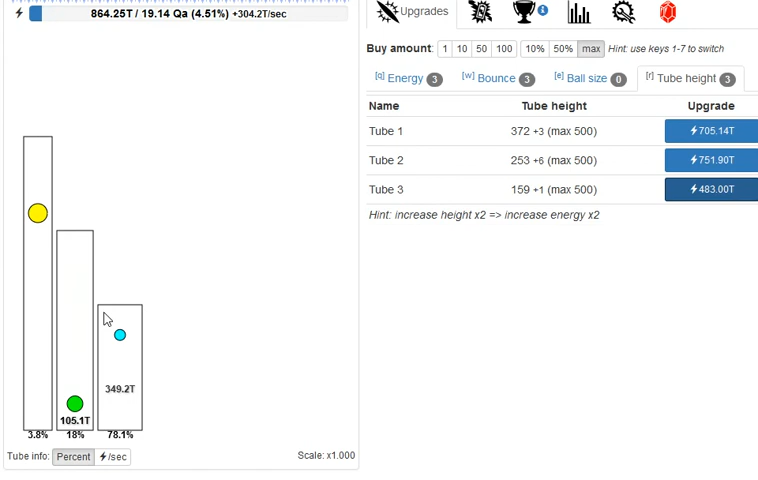 864.25T / 19.14 Qa (4.51%) +304.2T/sec
Upgrades
Buy amount: 1 10 50 100 10% 50% max Hint: use keys 1-7 to switch
[q] Energy 3 [w] Bounce 3 [e] Ball size 0 [r] Tube height 3
Name Tube height Upgrade
Tube 1 372 +3 (max 500) 705.14T
Tube 2 253 +6 (max 500) 751.90T
Tube 3 159 +1 (max 500) 483.00T
Hint: increase height x2 => increase energy x2
349.2T
105.1T
3.8% 18% 78.1%
Tube info: Percent /sec Scale: x1.000